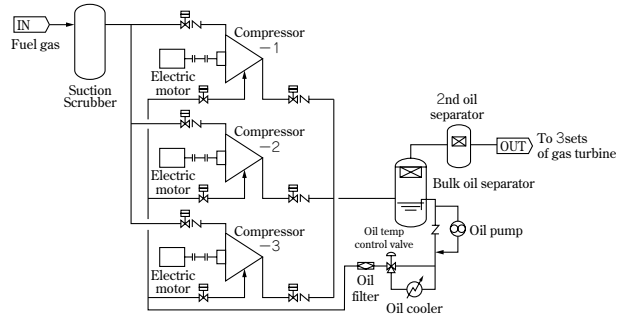 IN
Fuel gas
Suction
Scrubber
Compressor
-1
Electric
motor
Compressor
-2
Electric
motor
Compressor
-3
Electric
motor
2nd oil
separator
OUT
To 3sets
of gas turbine
Bulk oil separator
Oil temp
control valve
Oil pump
Oil
filter
Oil cooler